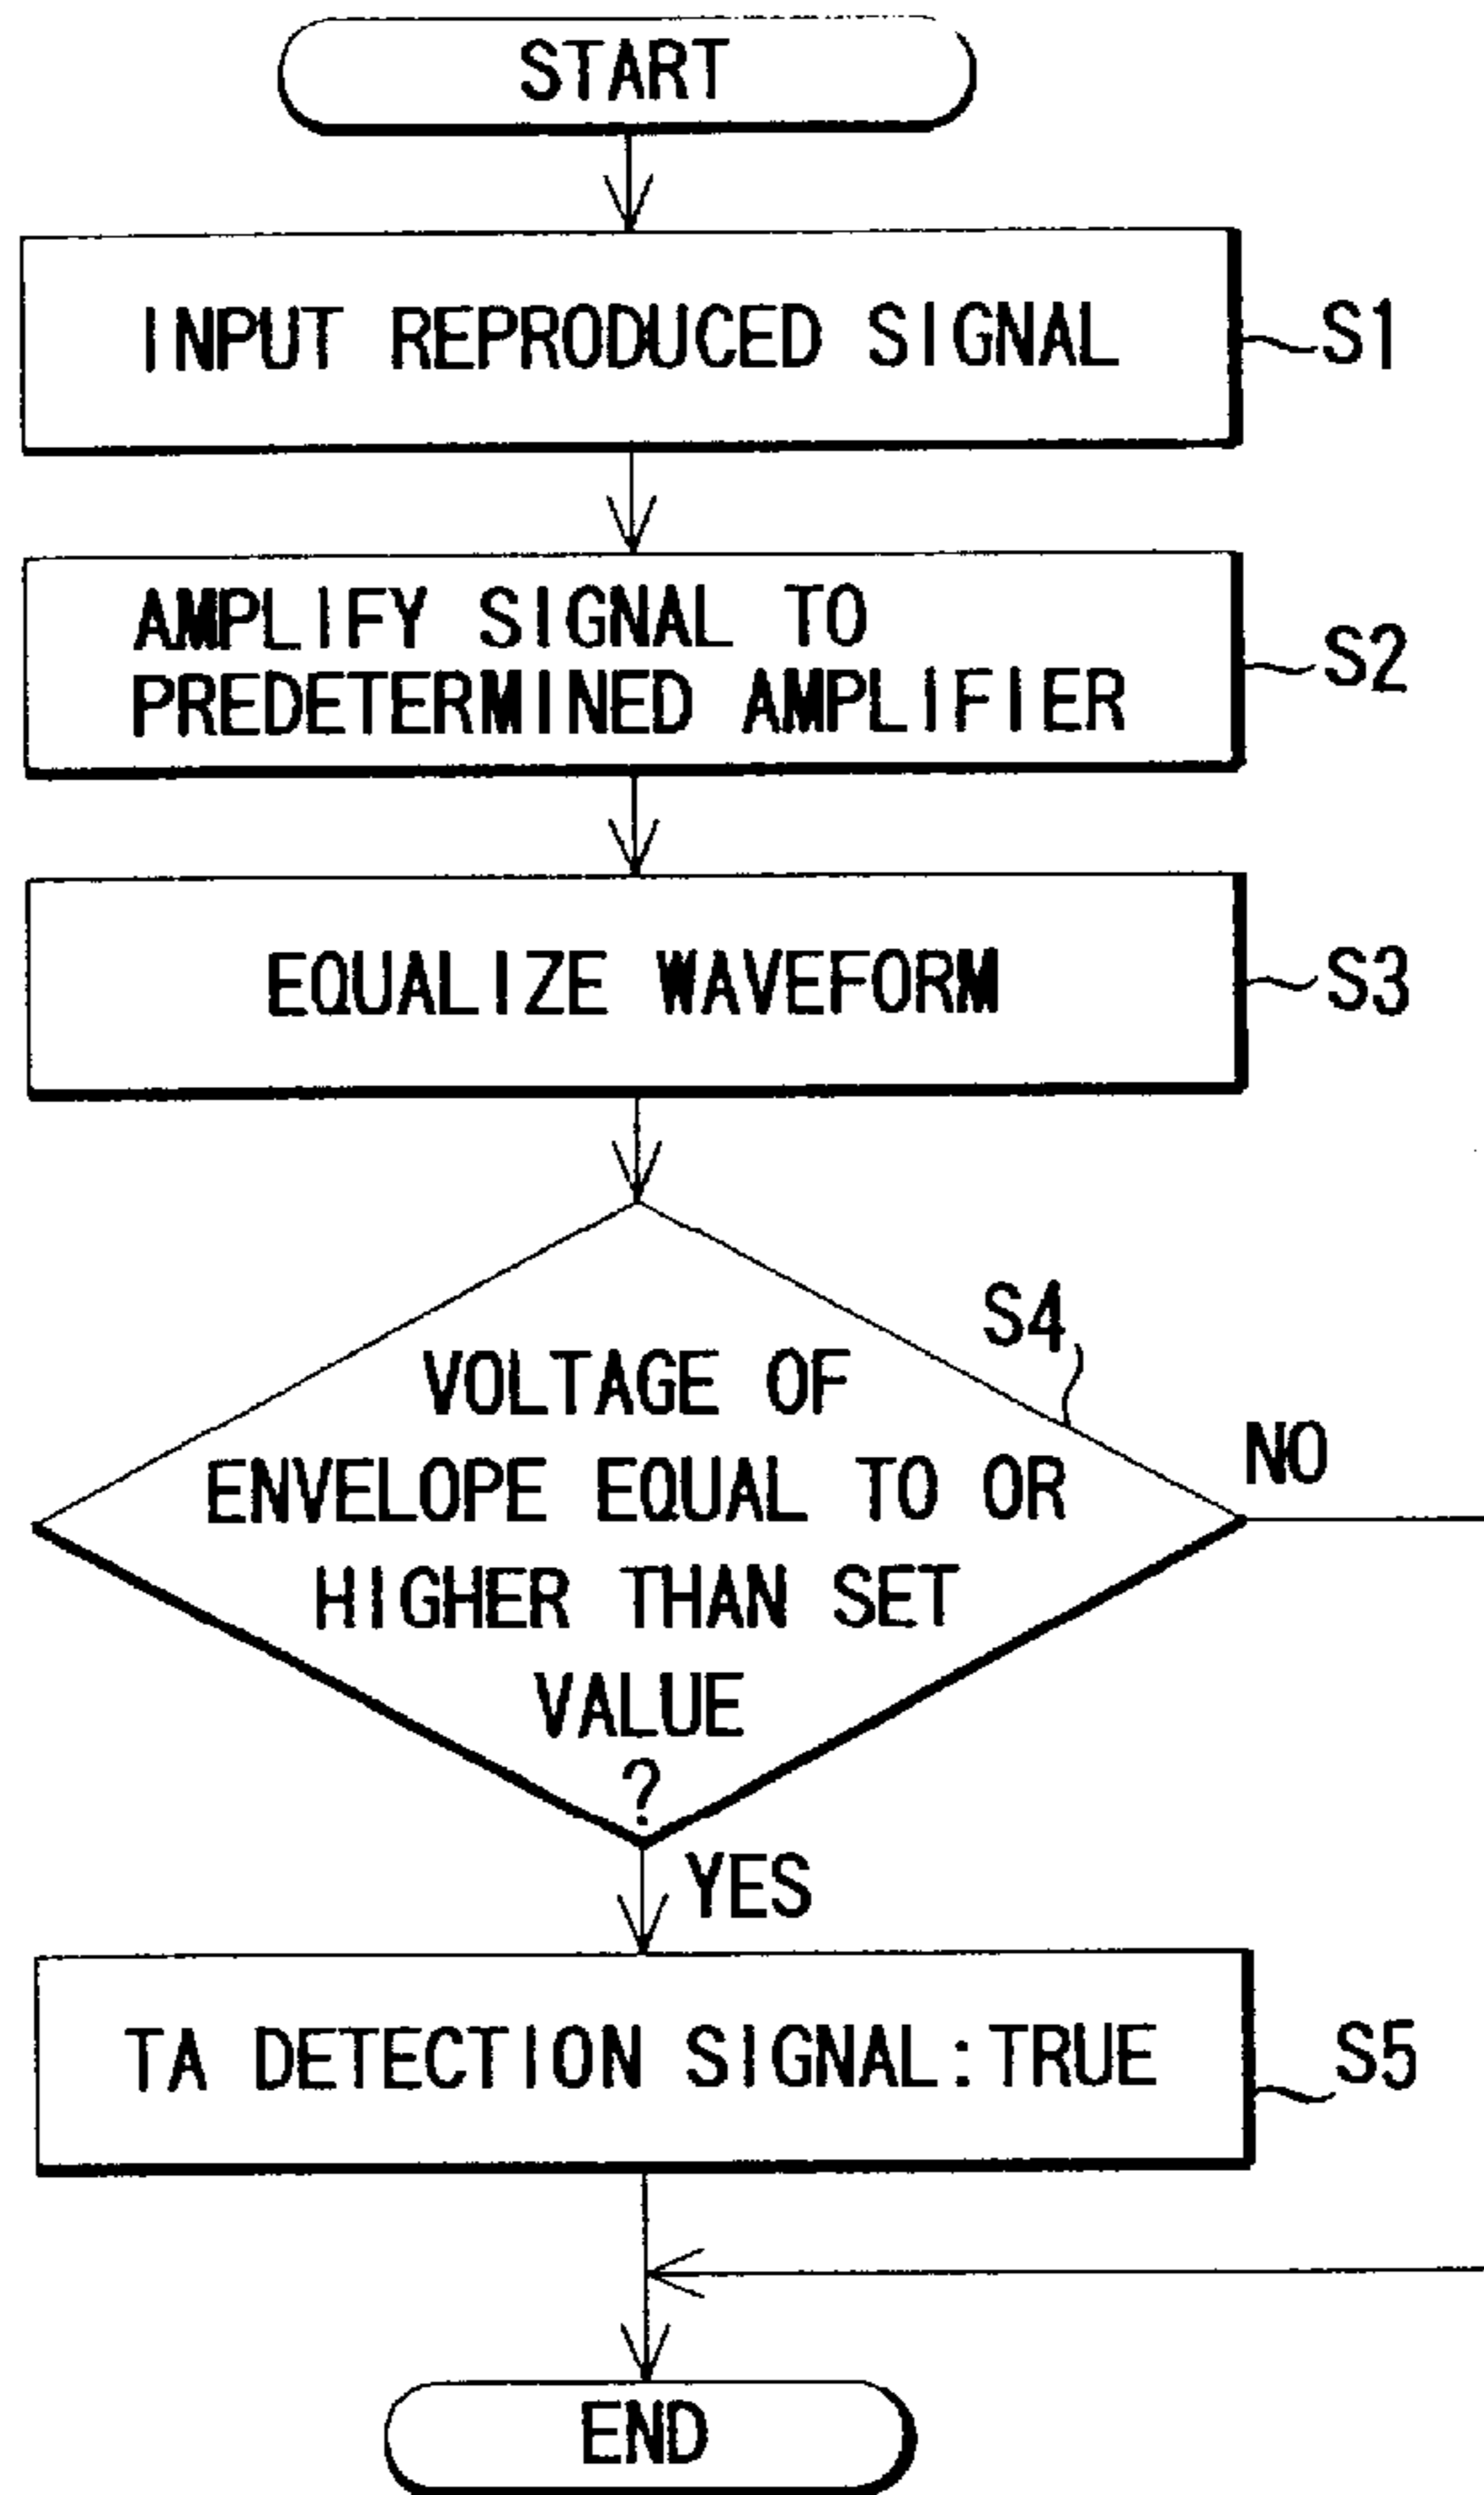 START
INPUT REPRODUCED SIGNAL
S1
AMPLIFY SIGNAL TO
PREDETERMINED AMPLIFIER
S2
EQUALIZE WAVEFORM
S3
S4
VOLTAGE OF
ENVELOPE EQUAL TO OR
HIGHER THAN SET
VALUE
?
NO
YES
TA DETECTION SIGNAL:TRUE
S5
END